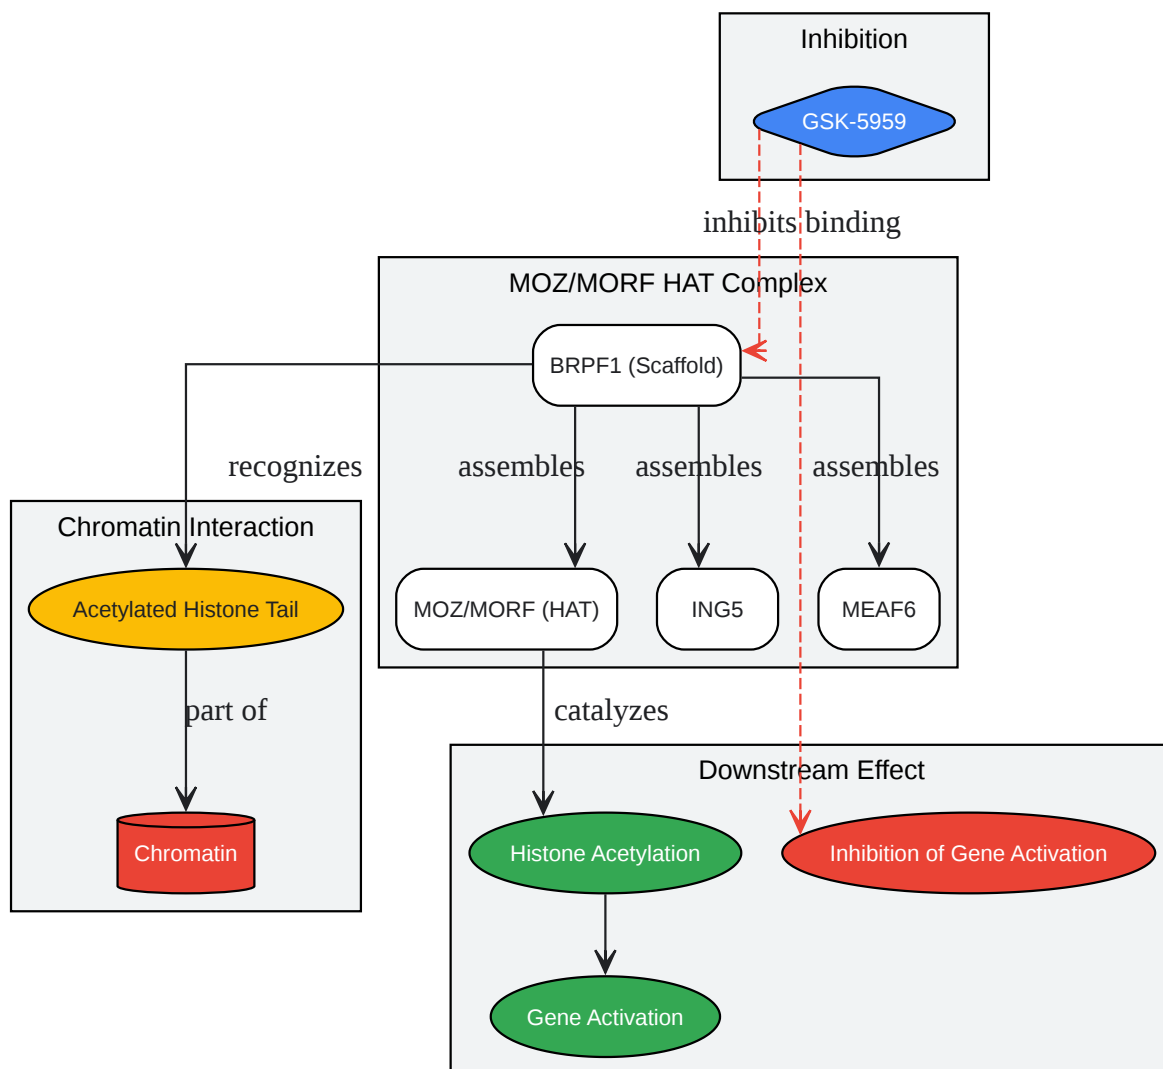 Inhibition
GSK-5959
inhibits binding
MOZ/MORF HAT Complex
BRPF1 (Scaffold)
recognizes
assembles
assembles
assembles
Chromatin Interaction
Acetylated Histone Tail
MOZ/MORF (HAT)
ING5
MEAF6
part of
catalyzes
Downstream Effect
Chromatin
Histone Acetylation
Inhibition of Gene Activation
Gene Activation